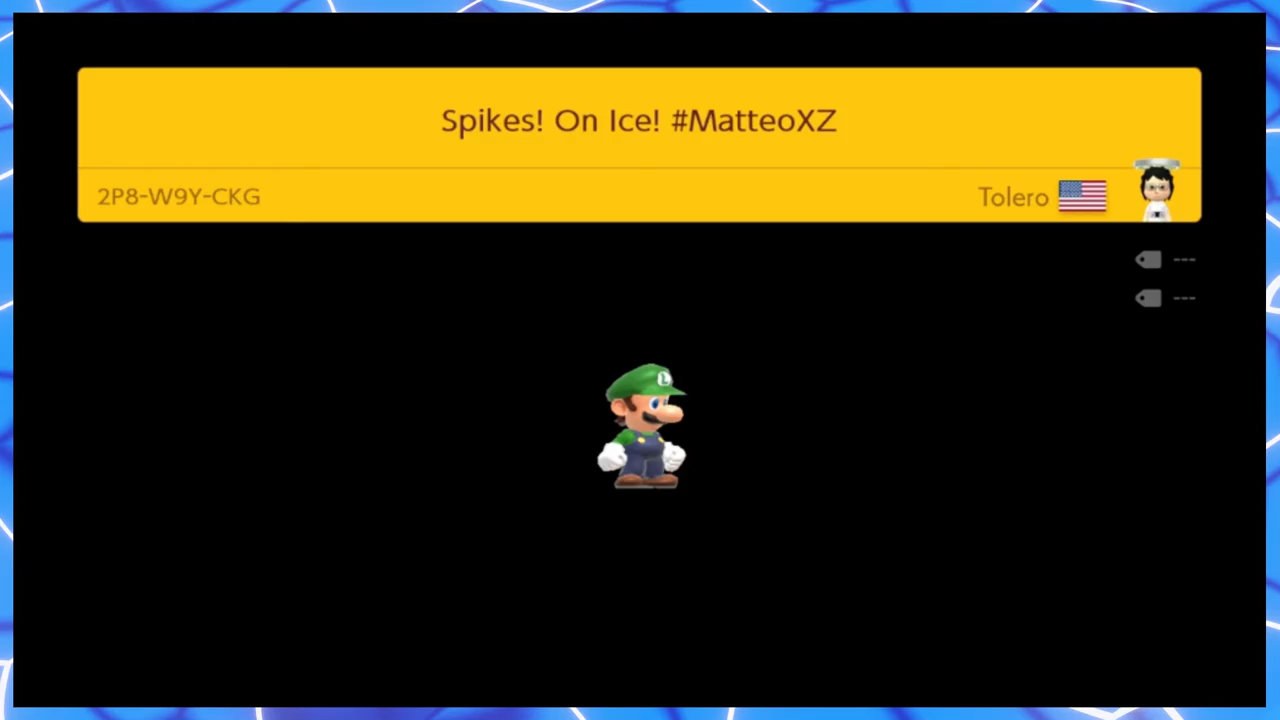 Spikes! On Ice! #MatteoXZ
2P8-W9Y-CKG
Tolero
---
---
L